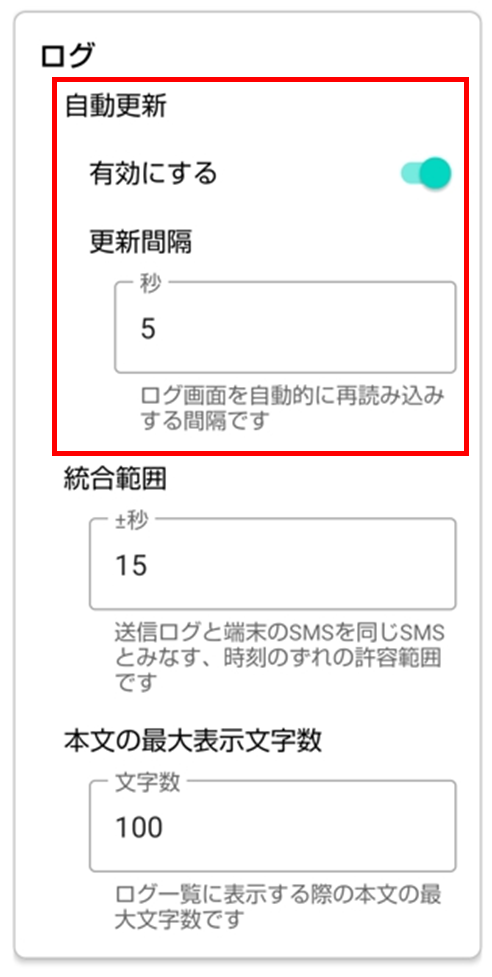 ログ
自動更新
有効にする
更新間隔
秒
5
ログ画面を自動的に再読み込み
する間隔です
統合範囲
±秒
15
送信ログと端末のSMSを同じSMS
とみなす、時刻のずれの許容範囲
です
本文の最大表示文字数
文字数
100
ログ一覧に表示する際の本文の最
大文字数です